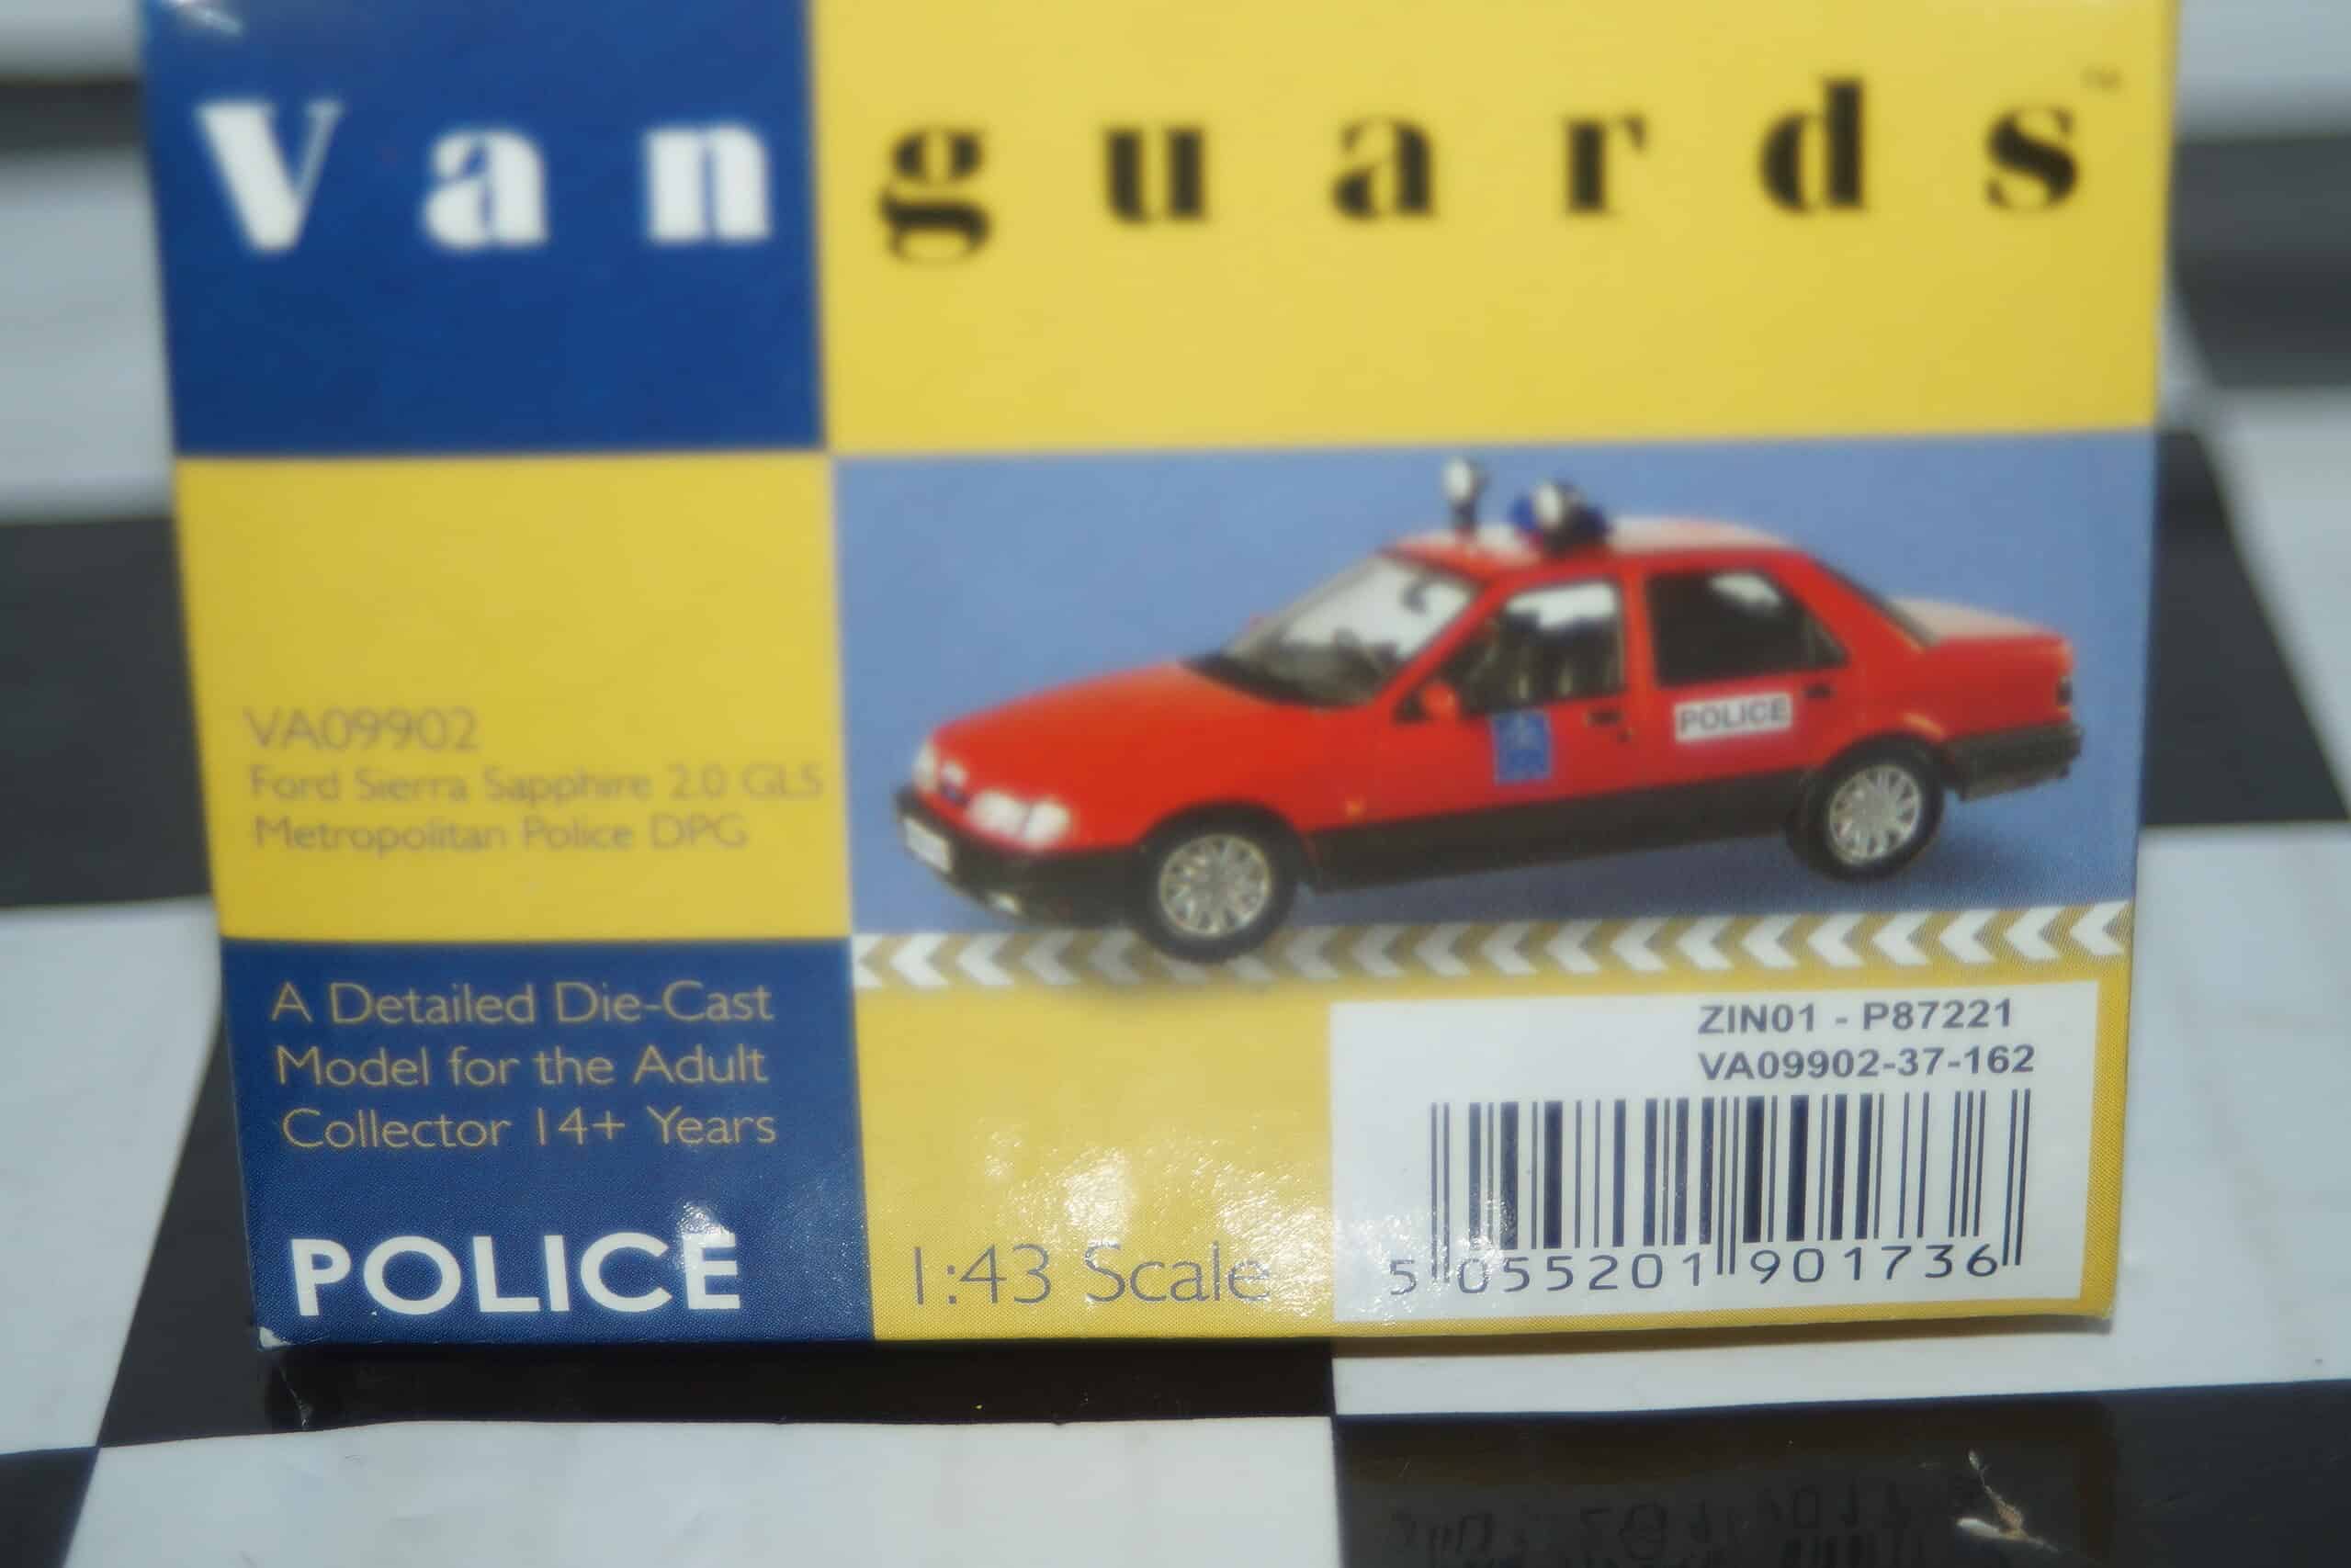 Vanguards™
VA09902
Ford Sierra Sapphire 2.0 GLS
Metropolitan Police DPG
POLICE
A Detailed Die-Cast
Model for the Adult
Collector 14+ Years
POLICE
1:43 Scale
ZIN01 - P87221
VA09902-37-162
5 055201 901736